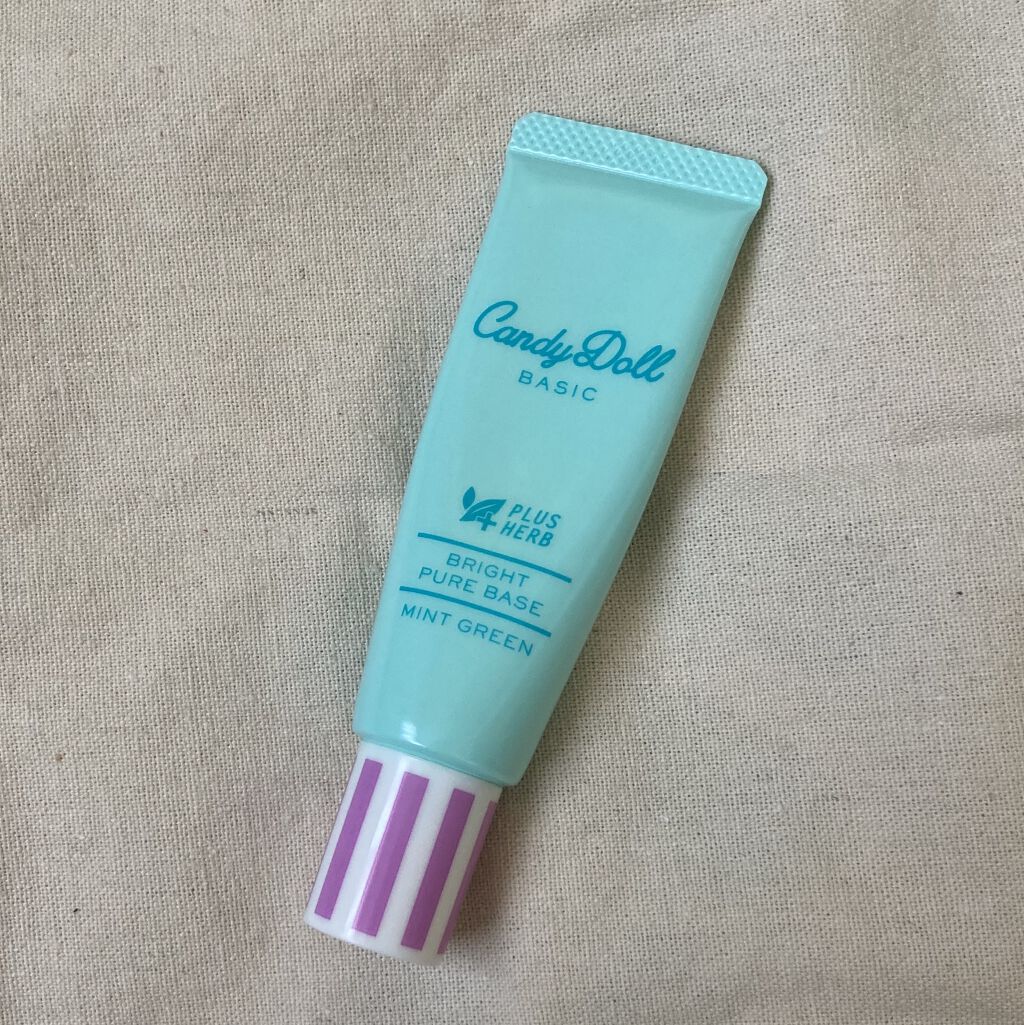 Candy Doll
BASIC
PLUS
HERB
BRIGHT
PURE BASE
MINT GREEN